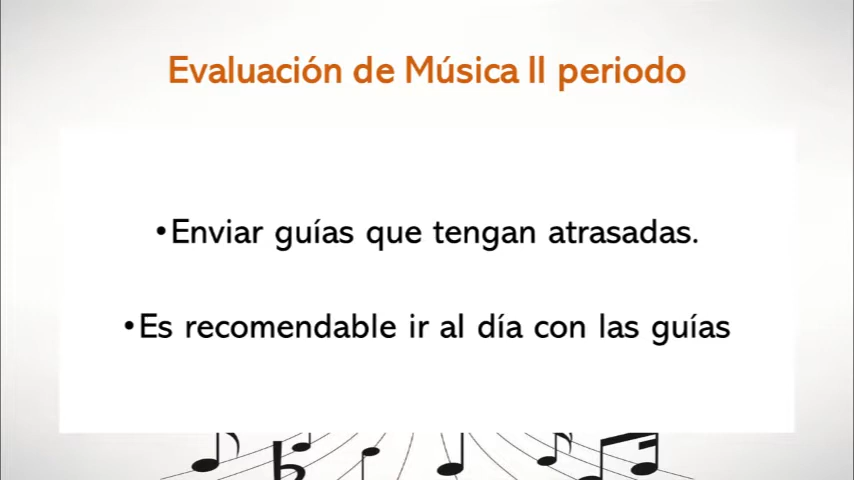 Evaluación de Música II periodo
•Enviar guías que tengan atrasadas.
•Es recomendable ir al día con las guías